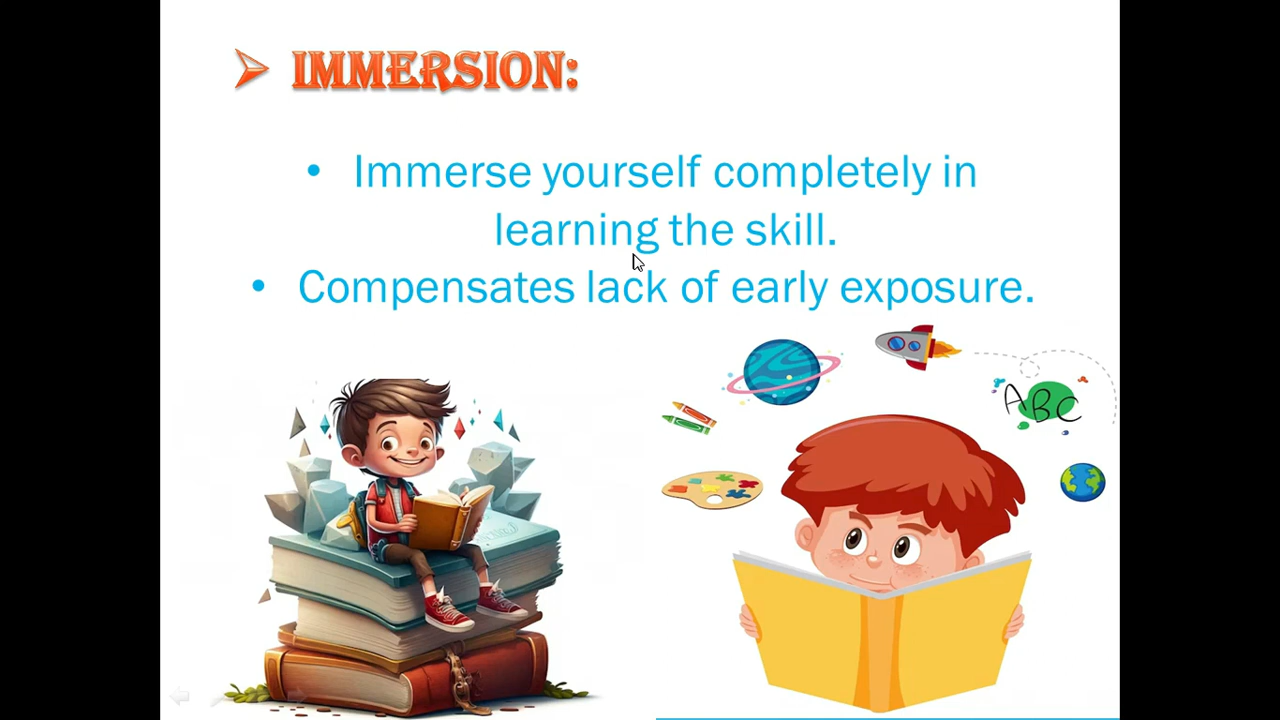 IMMERSION:
• Immerse yourself completely in
learning the skill.
• Compensates lack of early exposure.
ABC